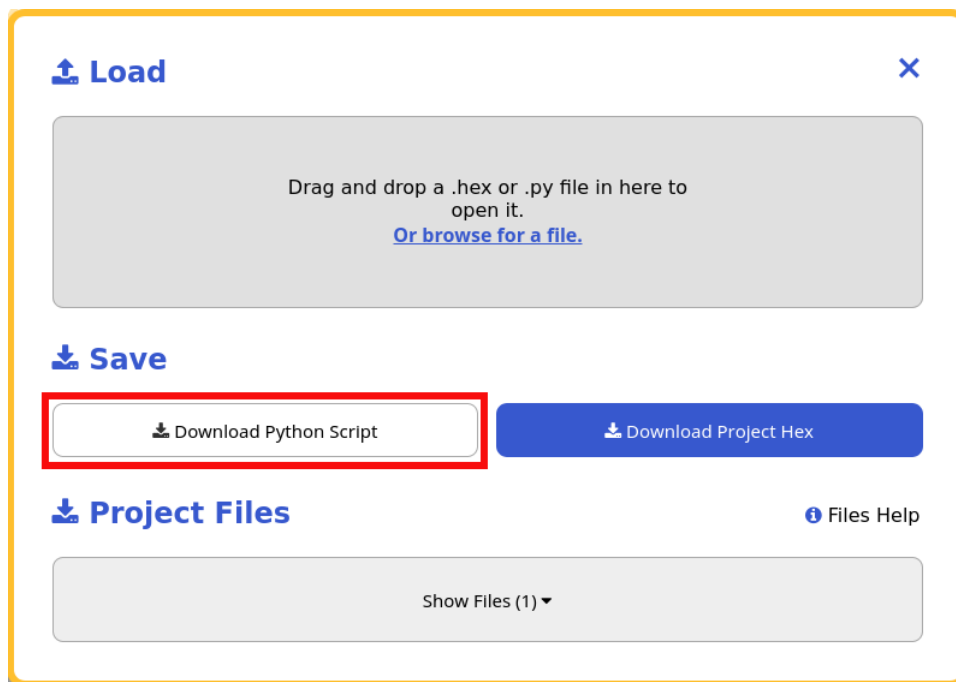 Load
Drag and drop a .hex or .py file in here to
open it.
Or browse for a file.
Save
Download Python Script
Download Project Hex
Project Files
Files Help
Show Files (1)